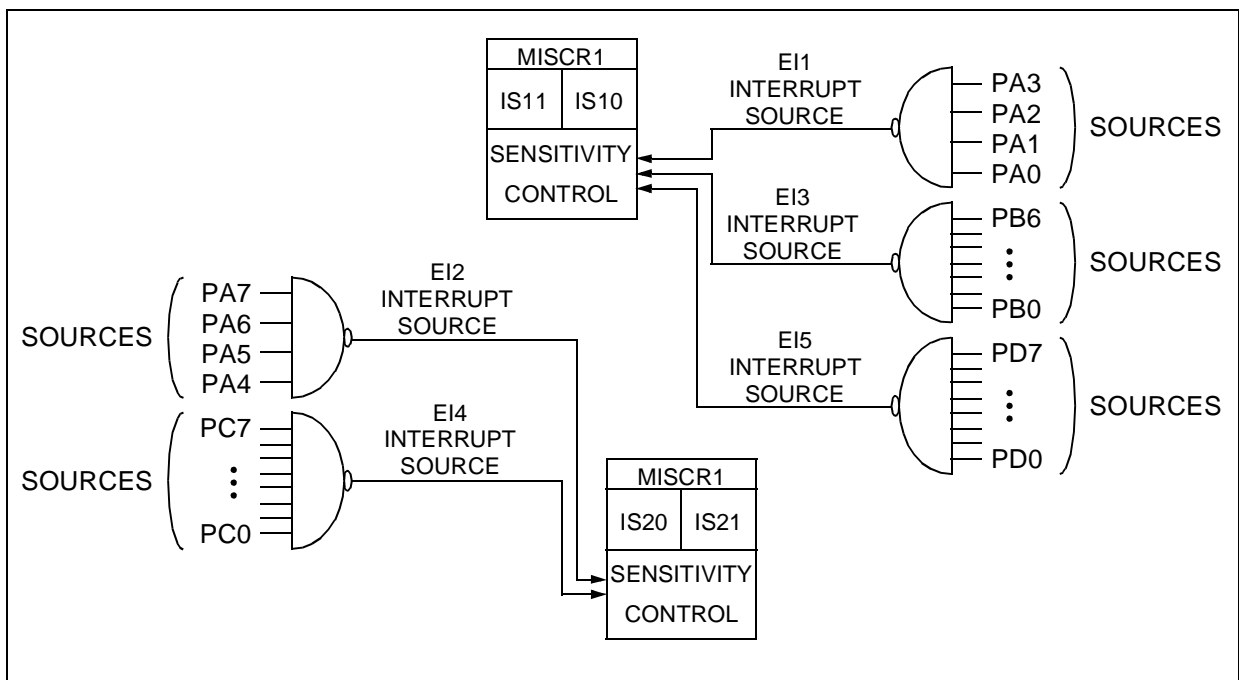 MISCR1
IS11 IS10
SENSITIVITY
CONTROL
EI1
INTERRUPT
SOURCE
PA3
PA2
PA1
PA0
SOURCES
EI3
INTERRUPT
SOURCE
PB6
PB0
SOURCES
EI5
INTERRUPT
SOURCE
PD7
PD0
SOURCES
SOURCES
PA7
PA6
PA5
PA4
EI2
INTERRUPT
SOURCE
SOURCES
PC7
PC0
EI4
INTERRUPT
SOURCE
MISCR1
IS20 IS21
SENSITIVITY
CONTROL